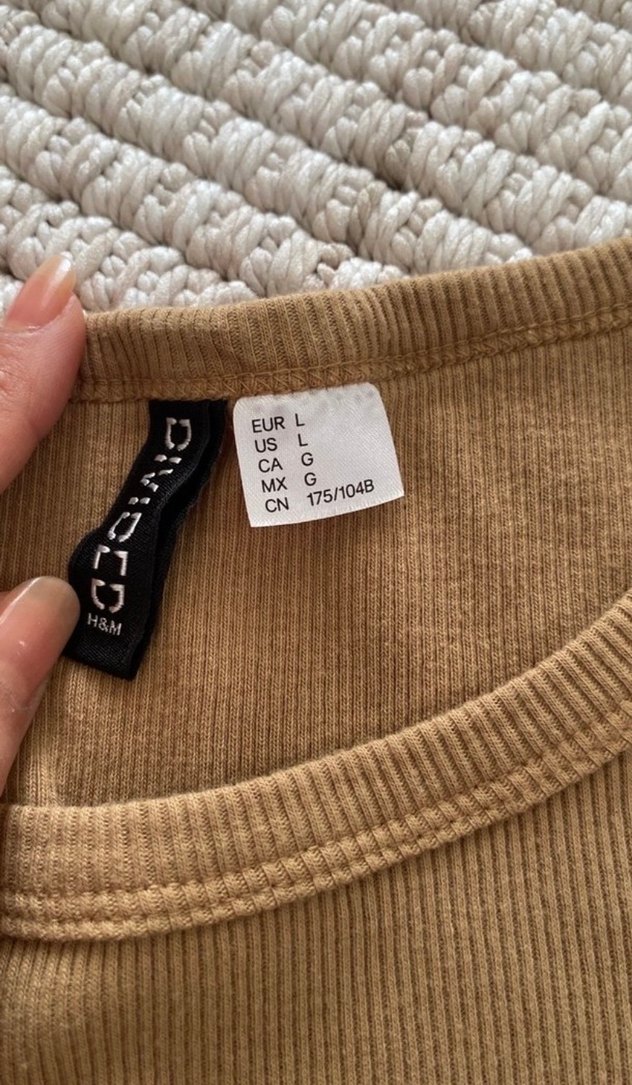 DIVIDED
H&M
EUR L
US L
CA G
MX G
CN 175/104B